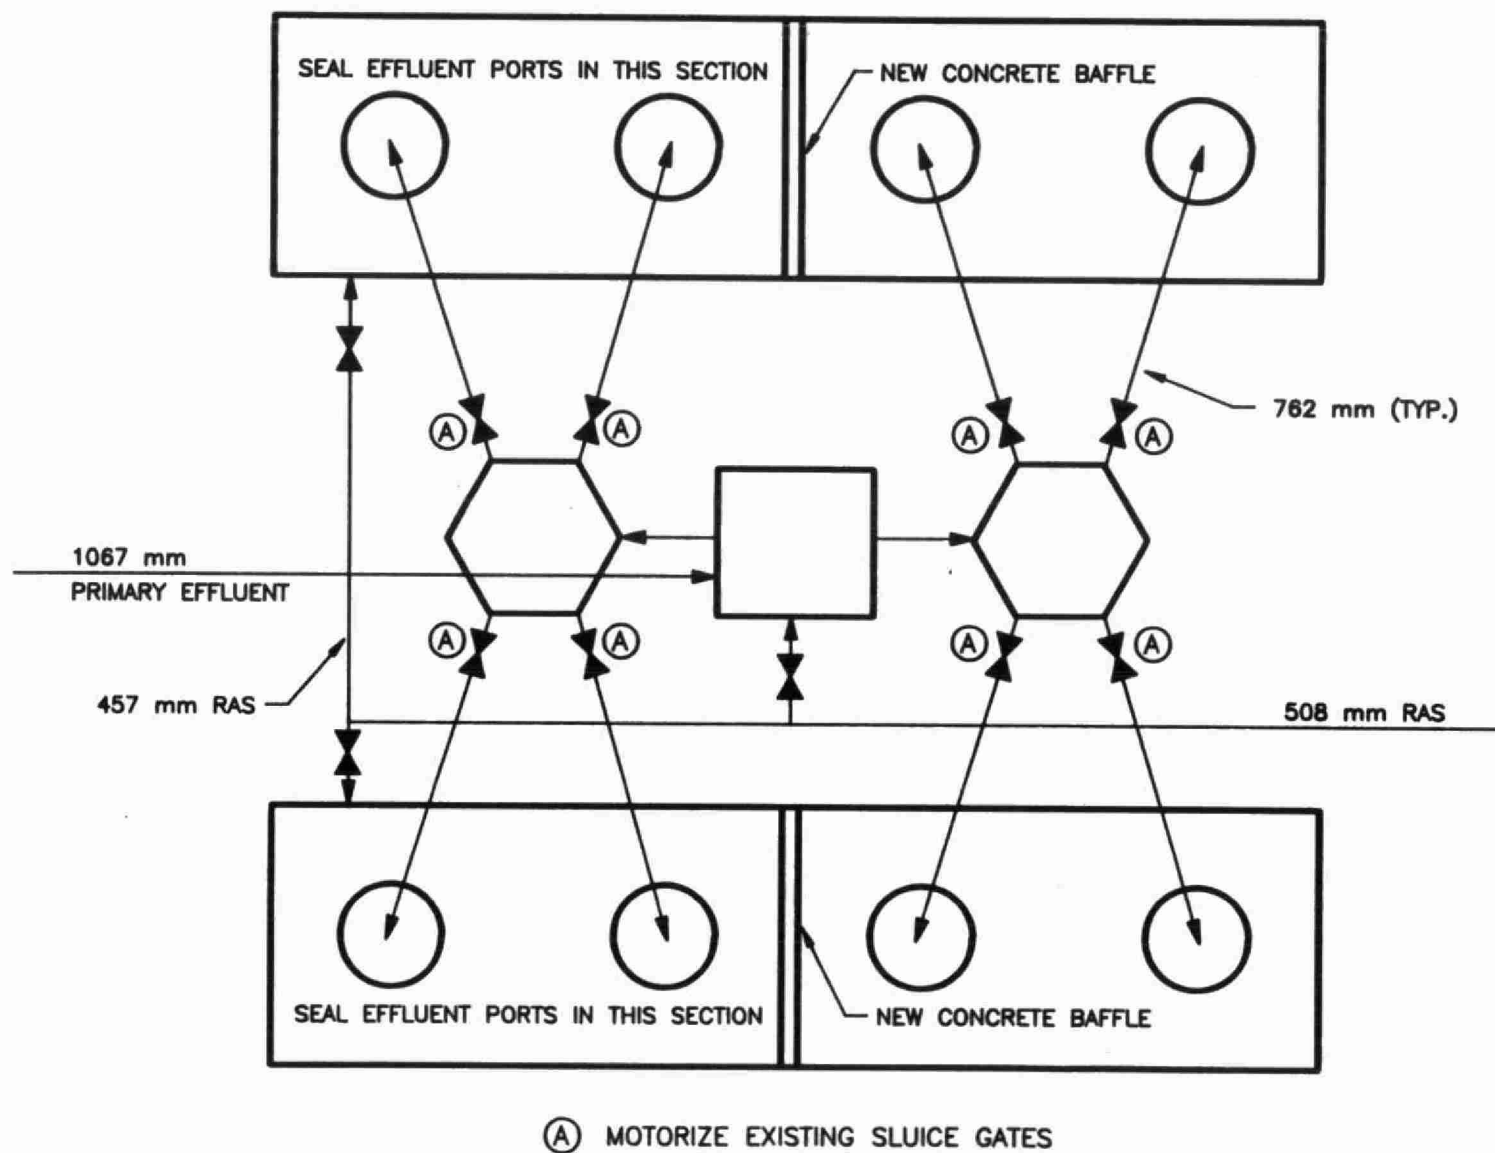 SEAL EFFLUENT PORTS IN THIS SECTION
NEW CONCRETE BAFFLE
762 mm (TYP.)
A
A
A
A
1067 mm
PRIMARY EFFLUENT
A
A
A
A
457 mm RAS
508 mm RAS
SEAL EFFLUENT PORTS IN THIS SECTION
NEW CONCRETE BAFFLE
A MOTORIZE EXISTING SLUICE GATES